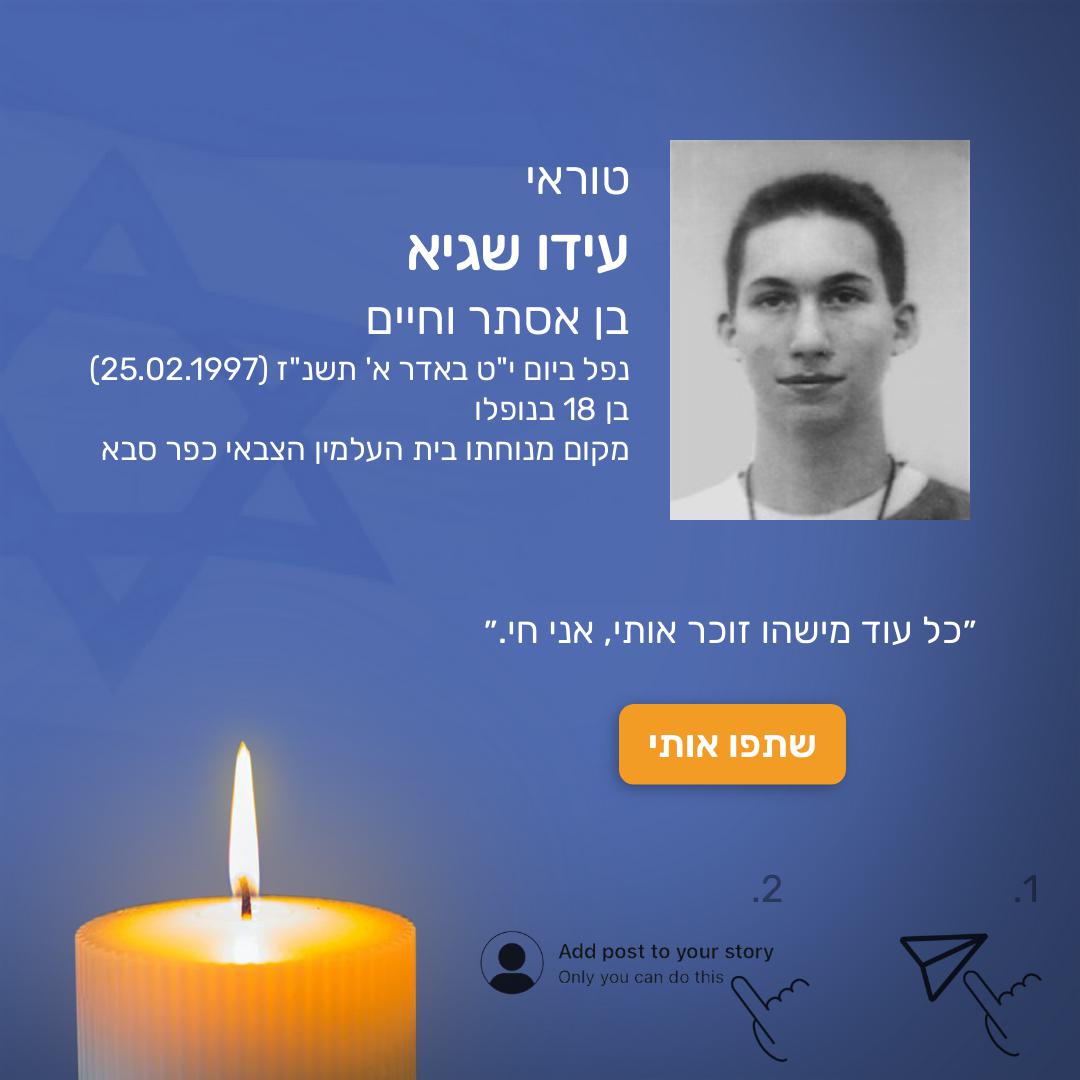 טוראי
עידו שגיא
בן אסתר וחיים
נפל ביום י"ט באדר א' תשנ"ז (25.02.1997)
בן 18 בנופלו
מקום מנוחתו בית העלמין הצבאי כפר סבא
״כל עוד מישהו זוכר אותי, אני חי.״
שתפו אותי
.1
.2
Add post to your story
Only you can do this